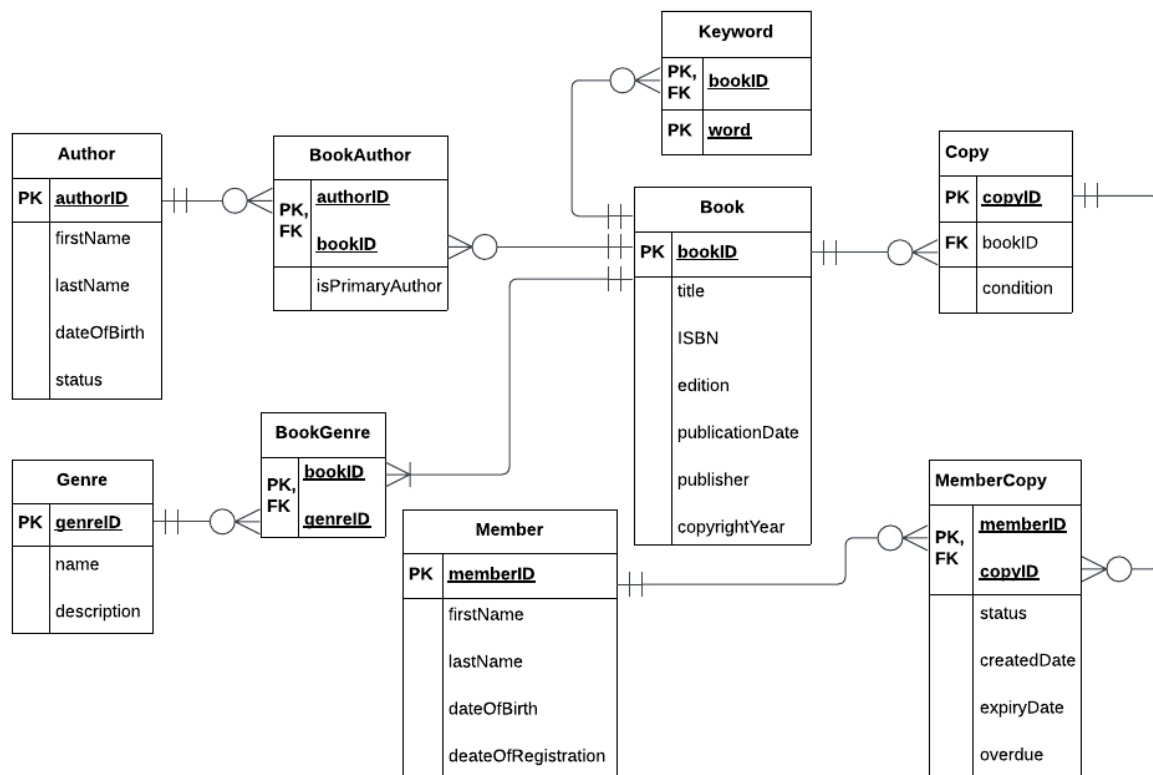 Keyword
PK, FK bookID
PK word
Author
PK authorID
firstName
lastName
dateOfBirth
status
BookAuthor
PK, FK authorID
bookID
isPrimaryAuthor
Book
PK bookID
title
ISBN
edition
publicationDate
publisher
copyrightYear
Copy
PK copyID
FK bookID
condition
Genre
PK genreID
name
description
BookGenre
PK, FK bookID
genreID
Member
PK memberID
firstName
lastName
dateOfBirth
deateOfRegistration
MemberCopy
PK, FK memberID
copyID
status
createdDate
expiryDate
overdue